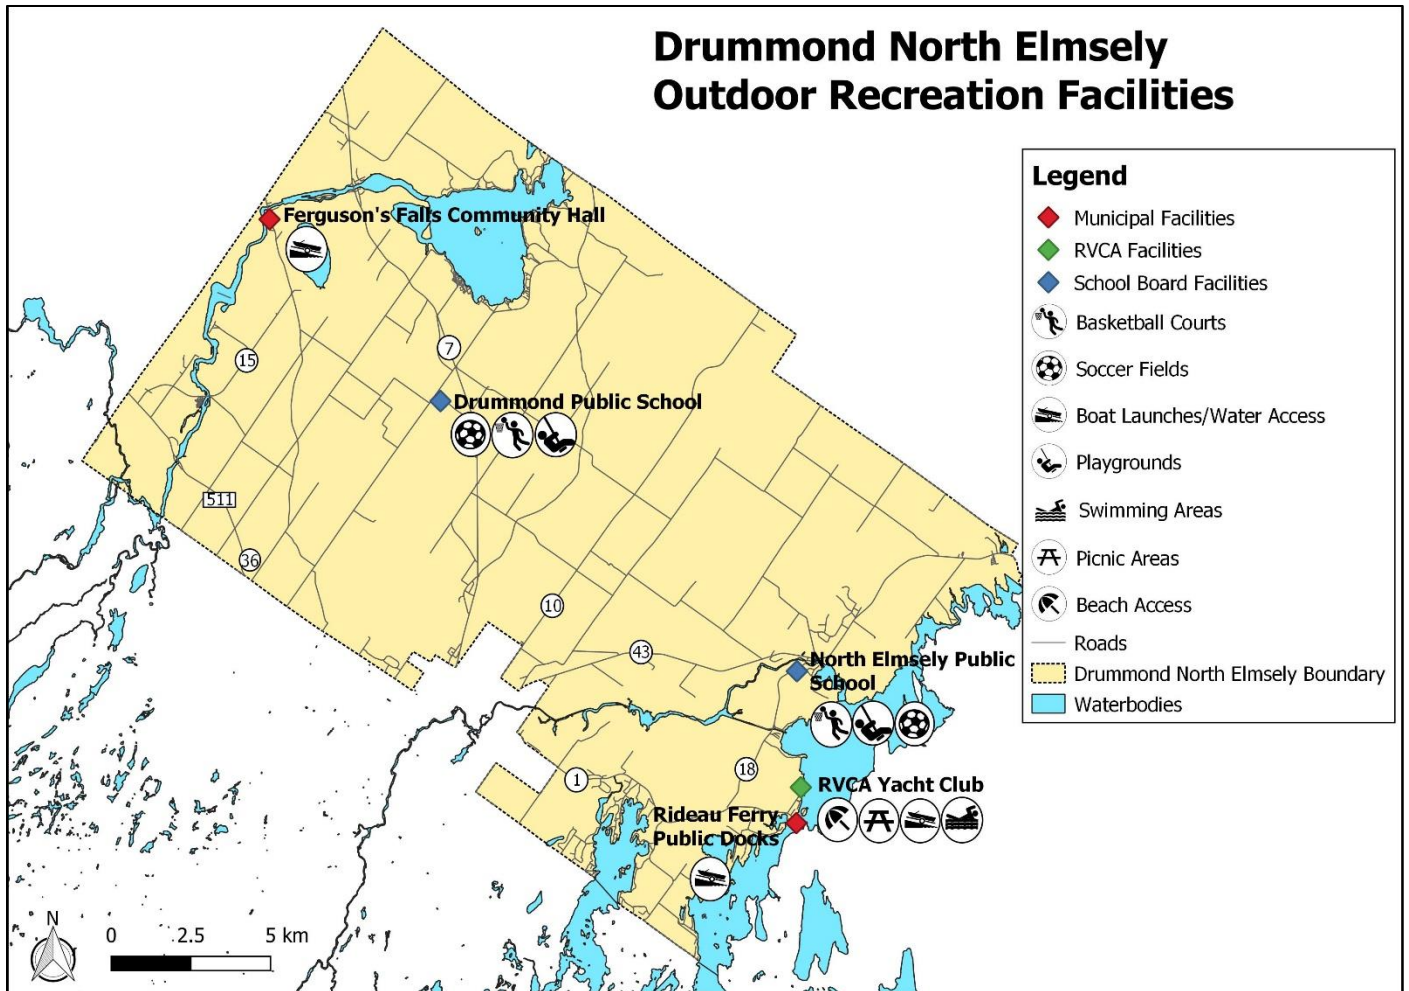 Drummond North Elmsely
Outdoor Recreation Facilities
Legend
Municipal Facilities
RVCA Facilities
School Board Facilities
Basketball Courts
Soccer Fields
Boat Launches/Water Access
Playgrounds
Swimming Areas
Picnic Areas
Beach Access
Roads
Drummond North Elmsely Boundary
Waterbodies
Ferguson's Falls Community Hall
15
7
Drummond Public School
511
36
10
43
North Elmsely Public
School
1
18
RVCA Yacht Club
Rideau Ferry
Public Docks
N
0 2.5 5 km